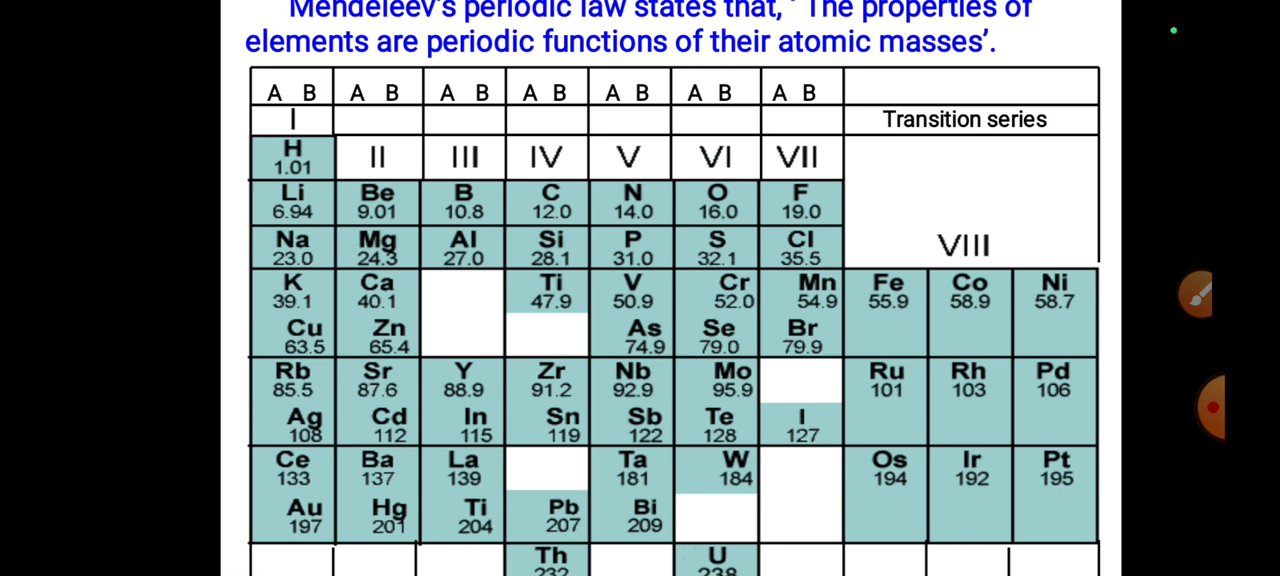 Mendeleev's periodic law states that, ' The properties of
elements are periodic functions of their atomic masses'.
A B A B A B A B A B A B A B
I Transition series
H II III IV V VI VII
1.01
Li Be B C N O F
6.94 9.01 10.8 12.0 14.0 16.0 19.0
Na Mg Al Si P S Cl VIII
23.0 24.3 27.0 28.1 31.0 32.1 35.5
K Ca Ti V Cr Mn Fe Co Ni
39.1 40.1 47.9 50.9 52.0 54.9 55.9 58.9 58.7
Cu Zn As Se Br
63.5 65.4 74.9 79.0 79.9
Rb Sr Y Zr Nb Mo Ru Rh Pd
85.5 87.6 88.9 91.2 92.9 95.9 101 103 106
Ag Cd In Sn Sb Te I
108 112 115 119 122 128 127
Ce Ba La Ta W Os Ir Pt
133 137 139 181 184 194 192 195
Au Hg Ti Pb Bi
197 201 204 207 209
Th U
232 238